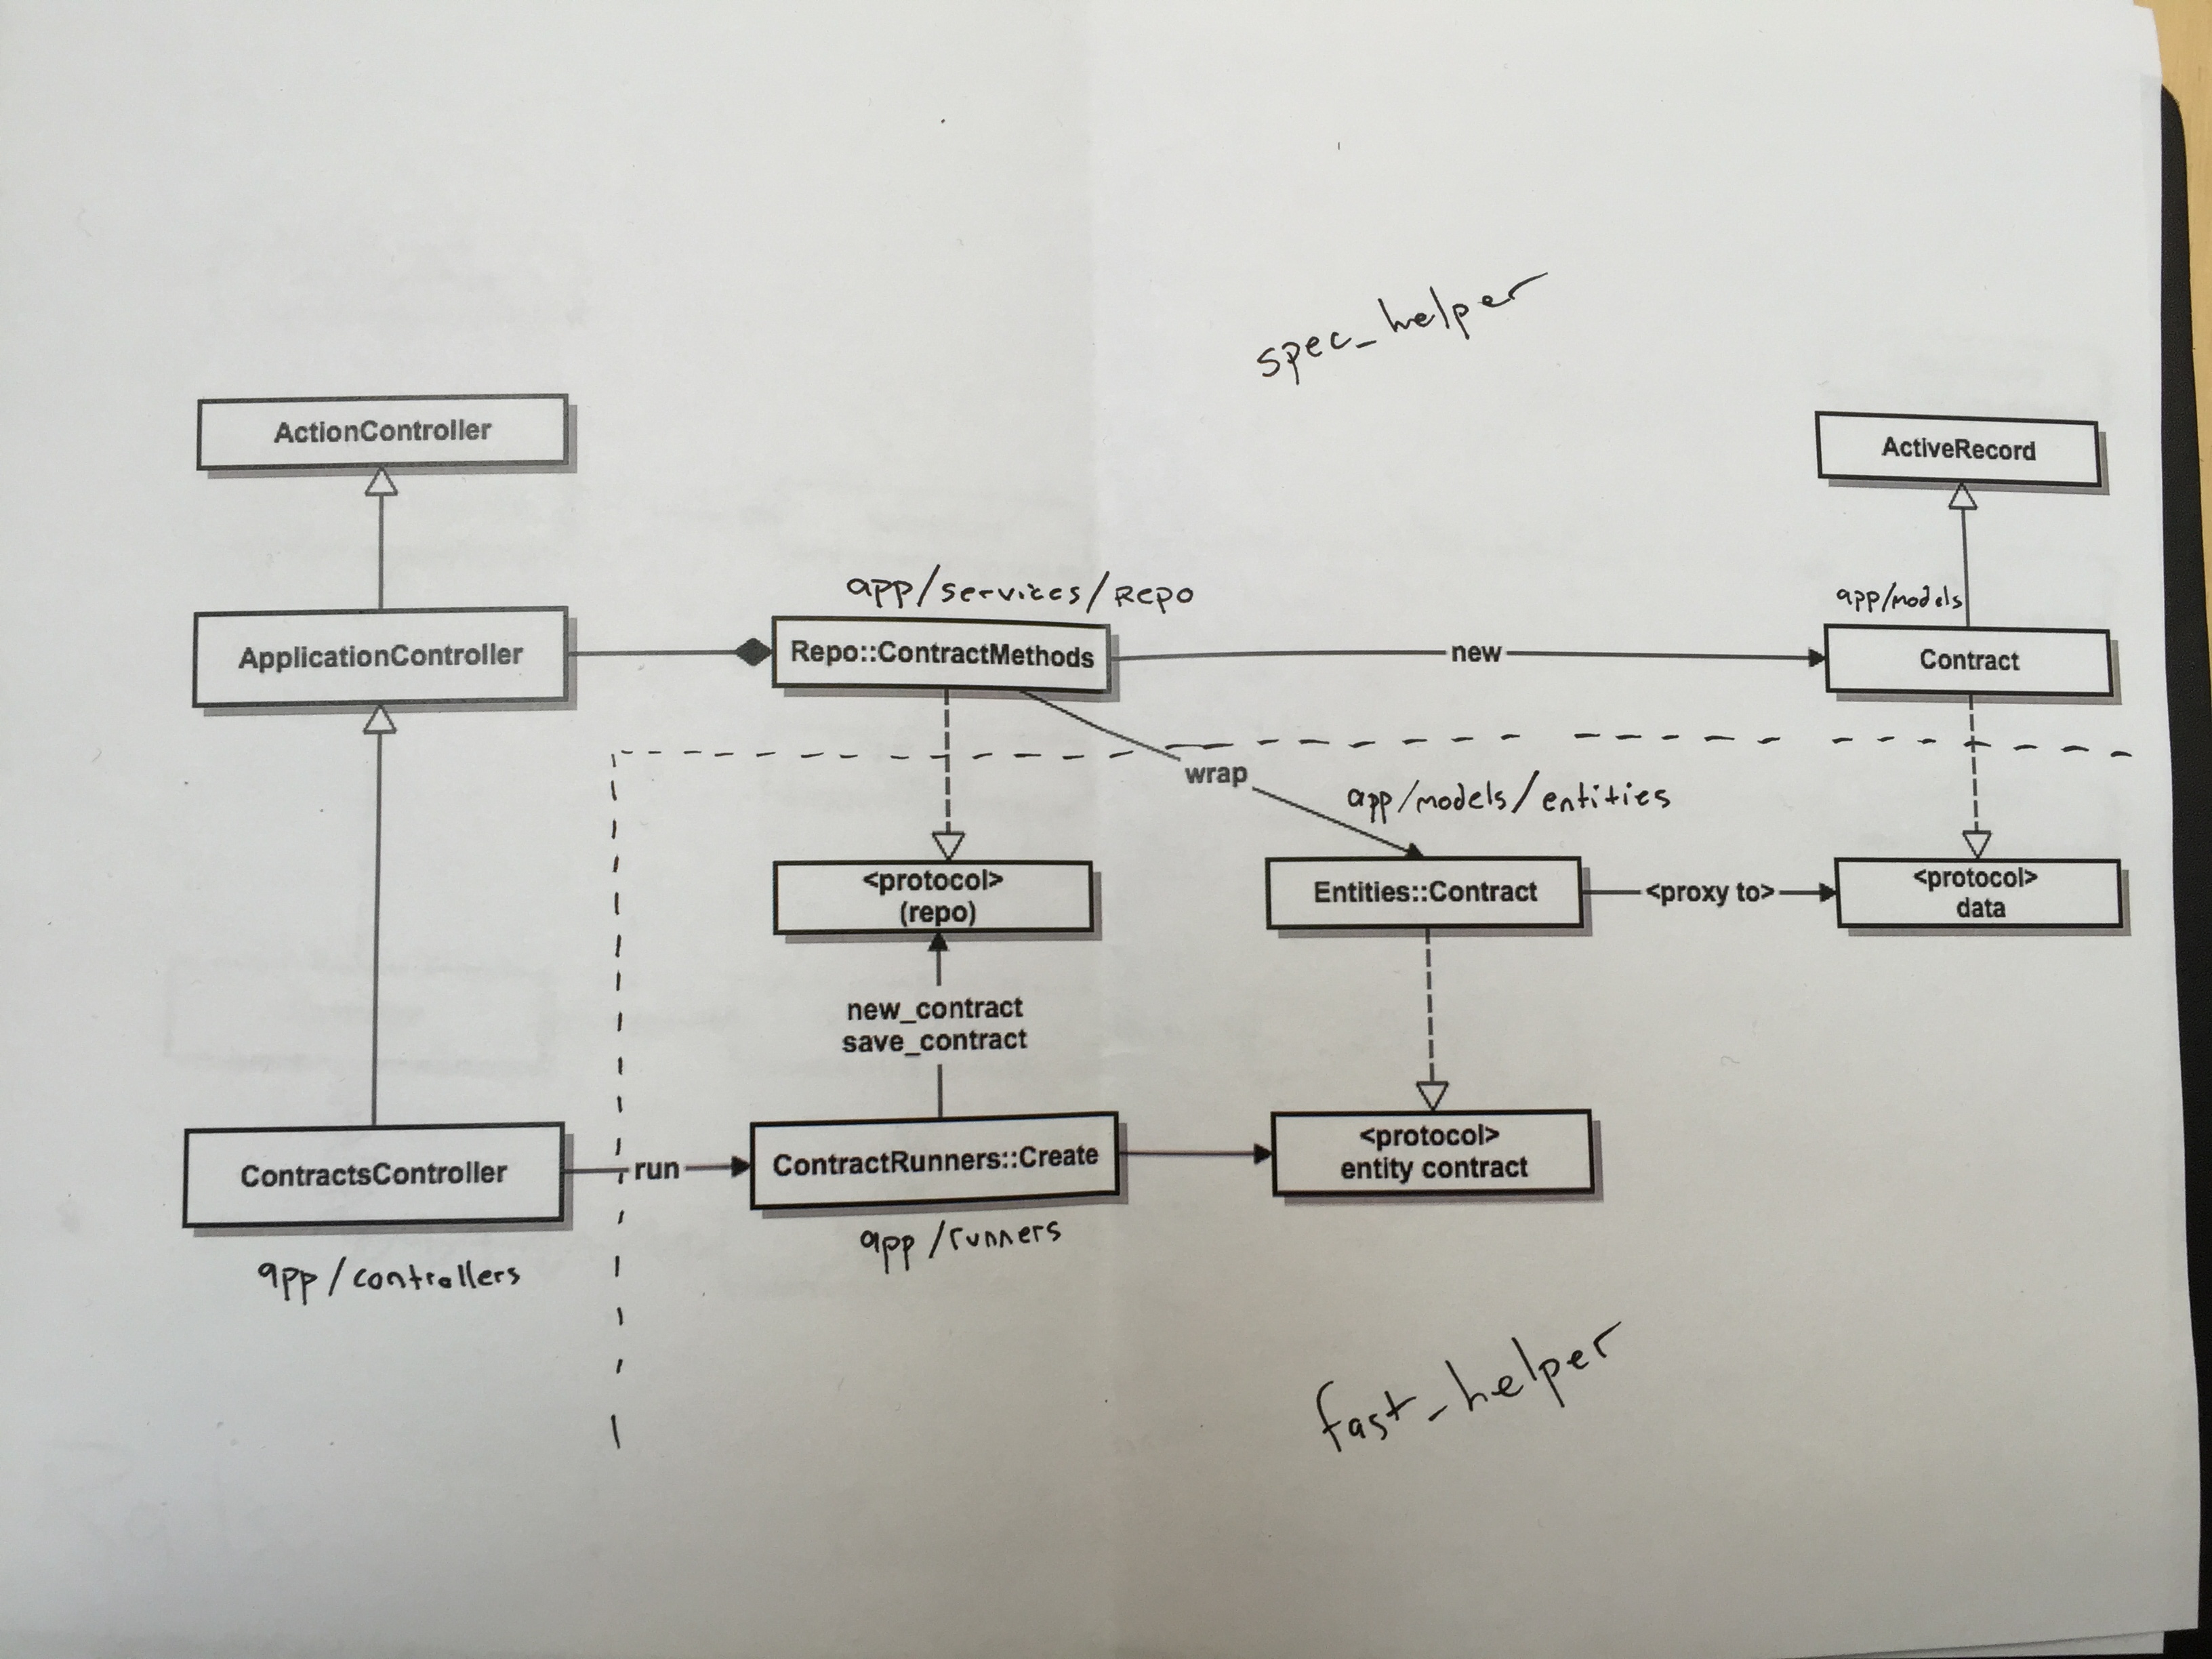 spec_helper
ActionController
ActiveRecord
app/services/Repo
app/models
ApplicationController
Repo::ContractMethods
new
Contract
wrap
app/models/entities
<protocol>
(repo)
Entities::Contract
<proxy to>
<protocol>
data
new_contract
save_contract
ContractsController
run
ContractRunners::Create
<protocol>
entity contract
app/controllers
app/runners
fast_helper